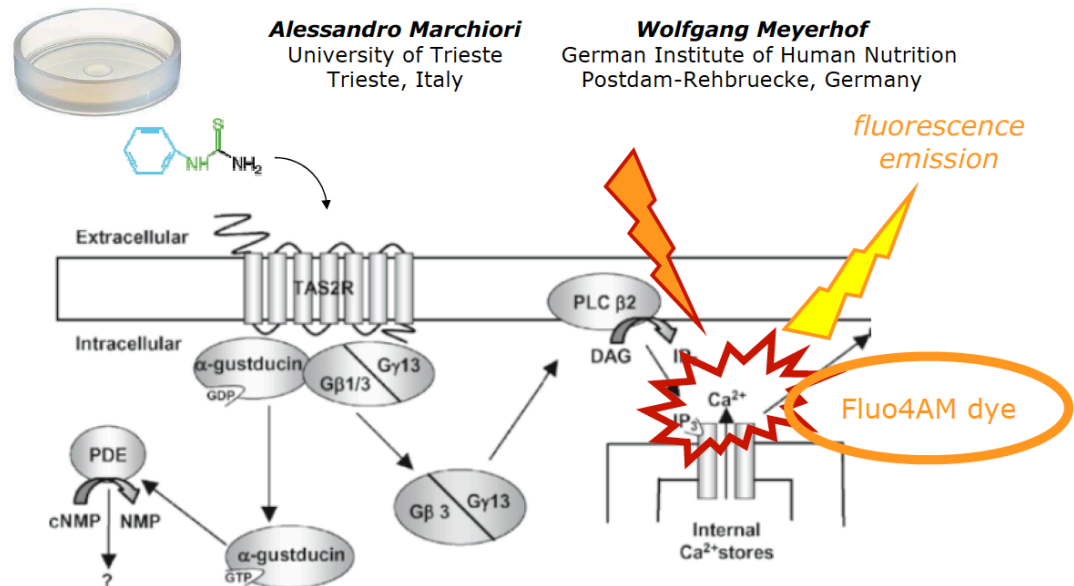 Alessandro Marchiori
University of Trieste
Trieste, Italy
Wolfgang Meyerhof
German Institute of Human Nutrition
Postdam-Rehbruecke, Germany
fluorescence
emission
S
NH
NH₂
Extracellular
TAS2R
PLC β2
Intracellular
DAG
α-gustducin
GDP
Gβ1/3
Gγ13
Ca²⁺
IP₃
Fluo4AM dye
PDE
cNMP
NMP
Gβ 3
Gγ13
Internal
Ca²⁺stores
α-gustducin
GTP
?